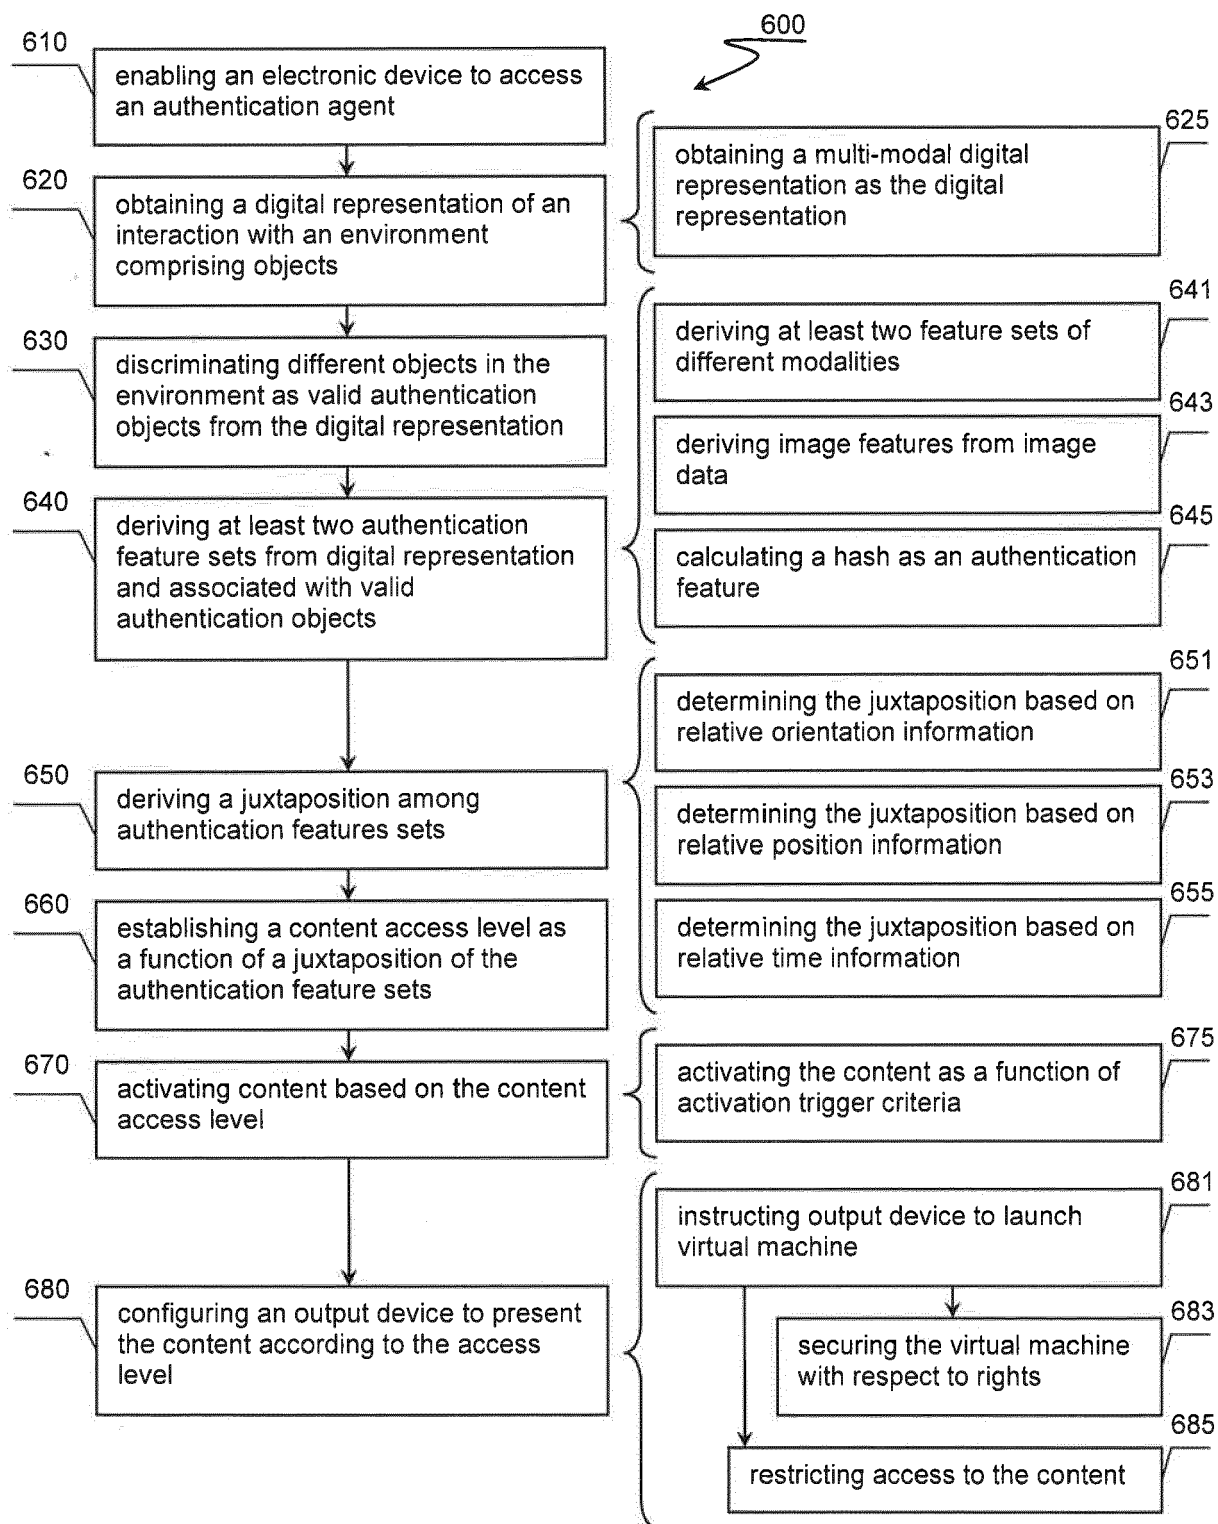 600
610
enabling an electronic device to access
an authentication agent
625
obtaining a multi-modal digital
representation as the digital
representation
620
obtaining a digital representation of an
interaction with an environment
comprising objects
641
deriving at least two feature sets of
different modalities
630
discriminating different objects in the
environment as valid authentication
objects from the digital representation
643
deriving image features from image
data
640
deriving at least two authentication
feature sets from digital representation
and associated with valid
authentication objects
645
calculating a hash as an authentication
feature
651
determining the juxtaposition based on
relative orientation information
650
deriving a juxtaposition among
authentication features sets
653
determining the juxtaposition based on
relative position information
660
establishing a content access level as
a function of a juxtaposition of the
authentication feature sets
655
determining the juxtaposition based on
relative time information
670
activating content based on the content
access level
675
activating the content as a function of
activation trigger criteria
681
instructing output device to launch
virtual machine
680
configuring an output device to present
the content according to the access
level
683
securing the virtual machine
with respect to rights
685
restricting access to the content